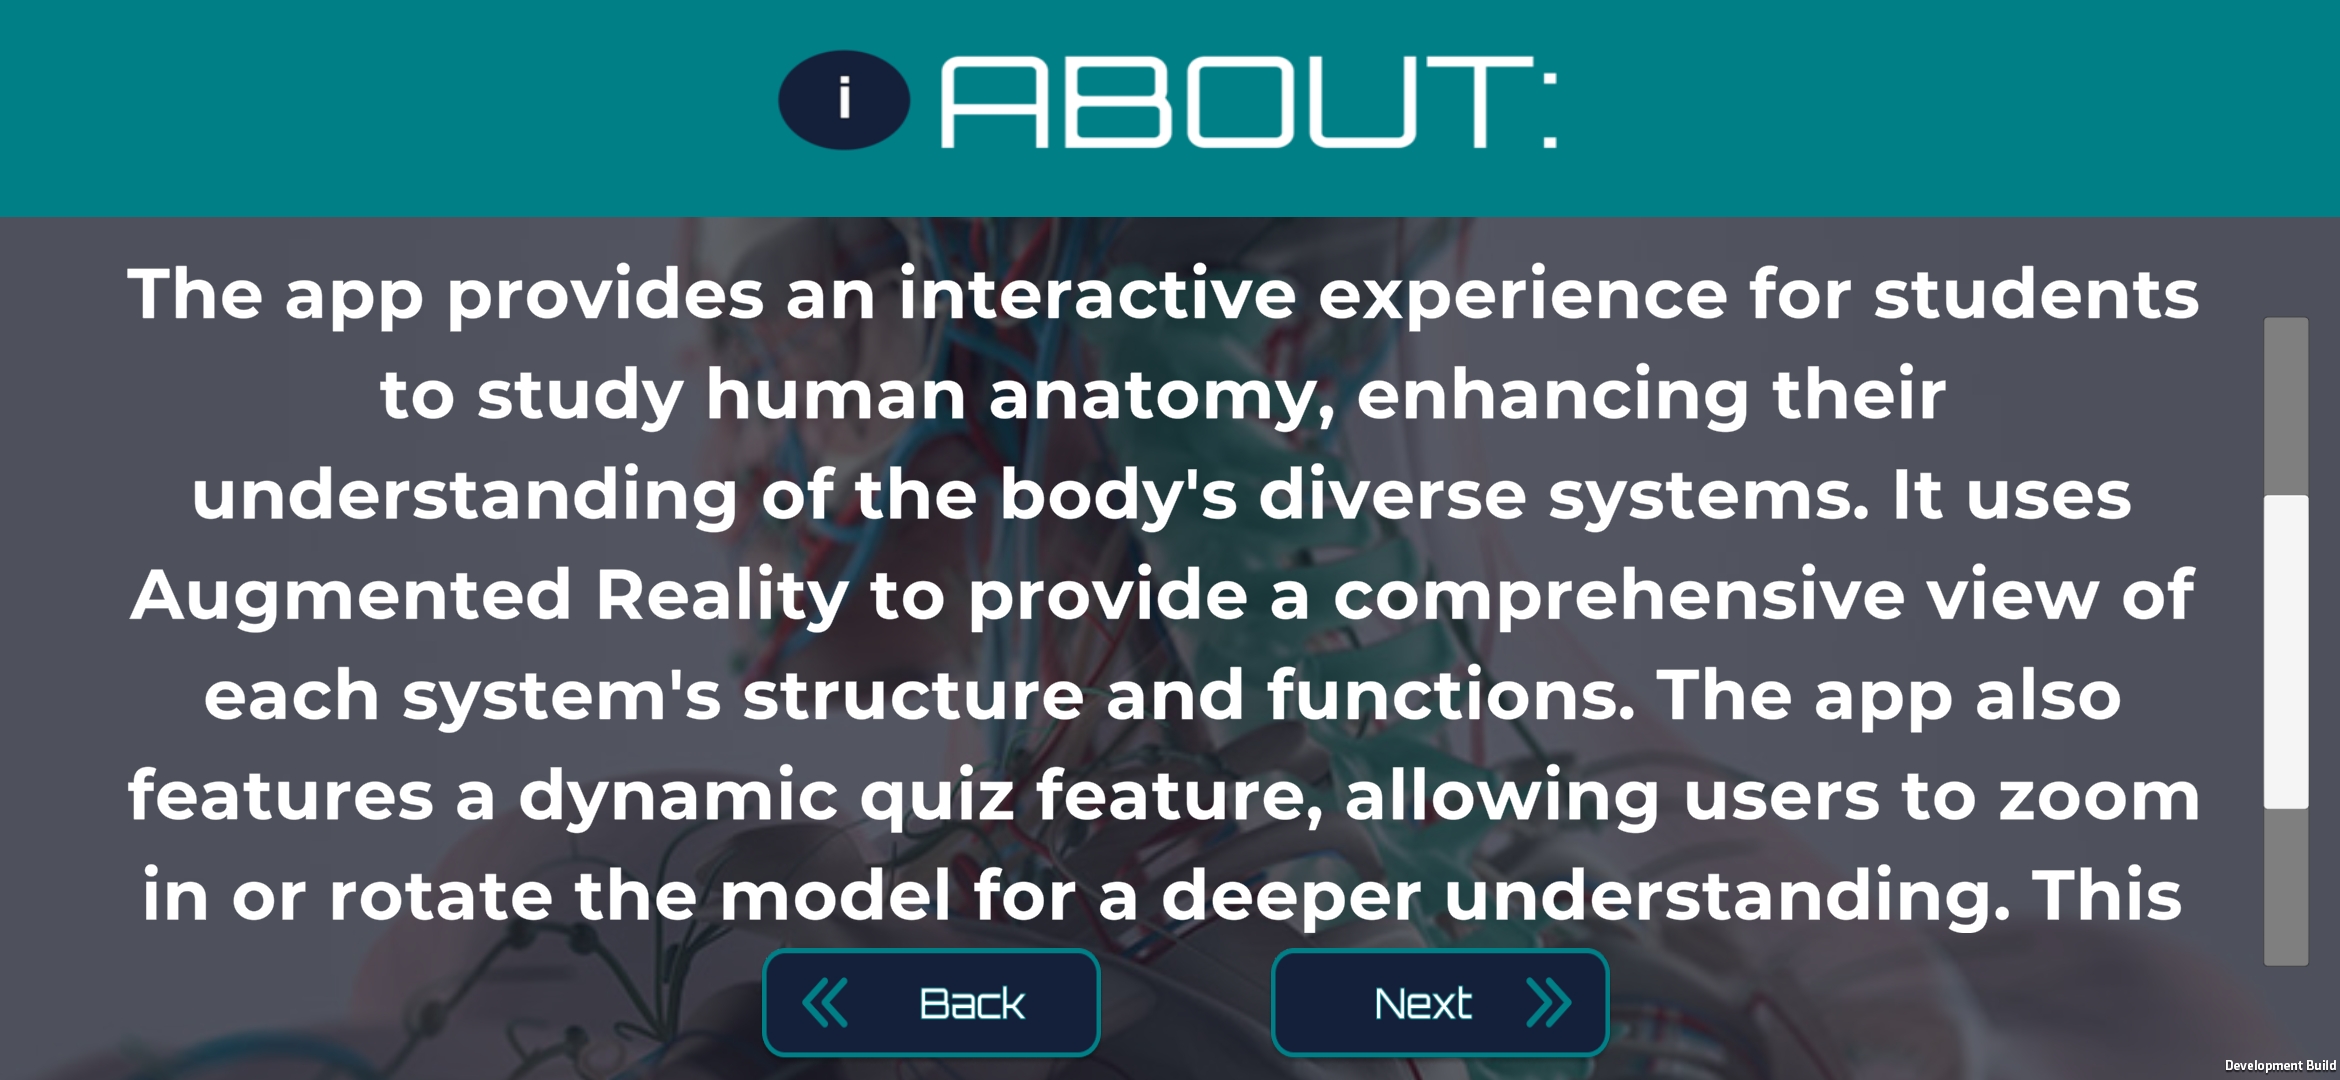 i ABOUT:
The app provides an interactive experience for students
to study human anatomy, enhancing their
understanding of the body's diverse systems. It uses
Augmented Reality to provide a comprehensive view of
each system's structure and functions. The app also
features a dynamic quiz feature, allowing users to zoom
in or rotate the model for a deeper understanding. This
Back
Next
Development Build